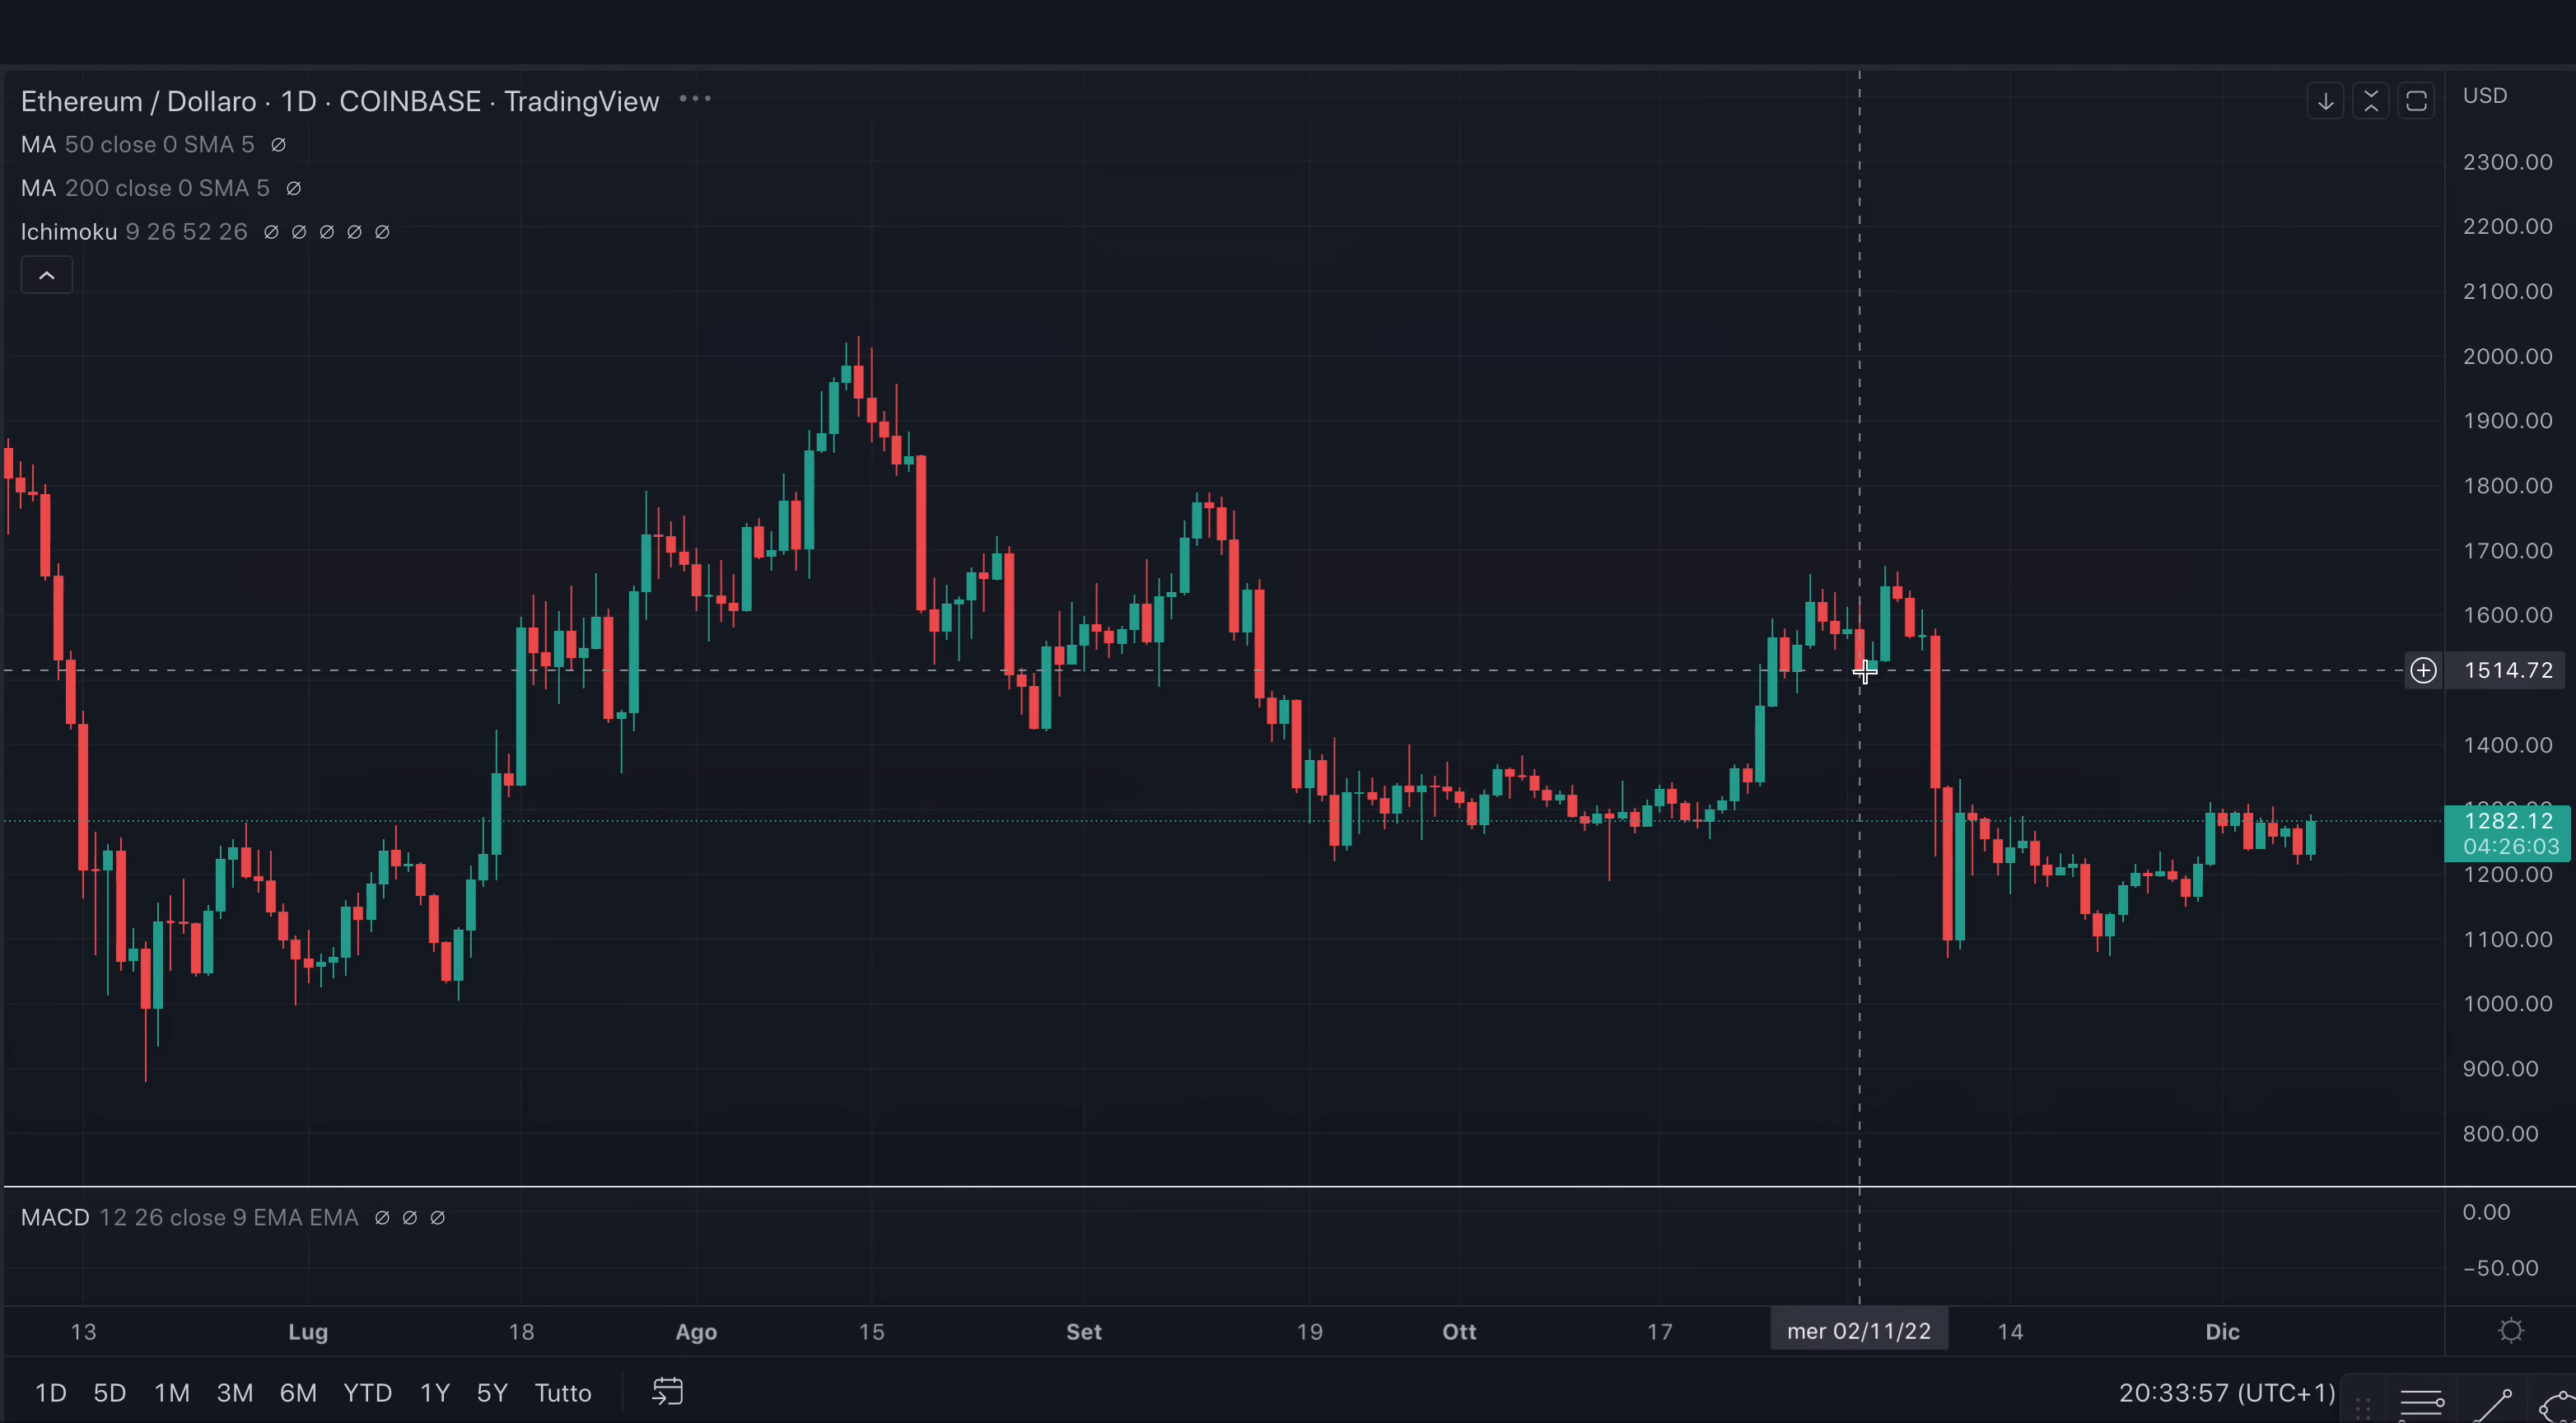 Ethereum / Dollaro · 1D · COINBASE · TradingView
USD
MA 50 close 0 SMA 5 ∅
MA 200 close 0 SMA 5 ∅
Ichimoku 9 26 52 26 ∅ ∅ ∅ ∅ ∅
2300.00
2200.00
2100.00
2000.00
1900.00
1800.00
1700.00
1600.00
1514.72
1400.00
1282.12
04:26:03
1200.00
1100.00
1000.00
900.00
800.00
MACD 12 26 close 9 EMA EMA ∅ ∅ ∅
0.00
−50.00
13 Lug 18 Ago 15 Set 19 Ott 17 mer 02/11/22 14 Dic
1D 5D 1M 3M 6M YTD 1Y 5Y Tutto
20:33:57 (UTC+1)